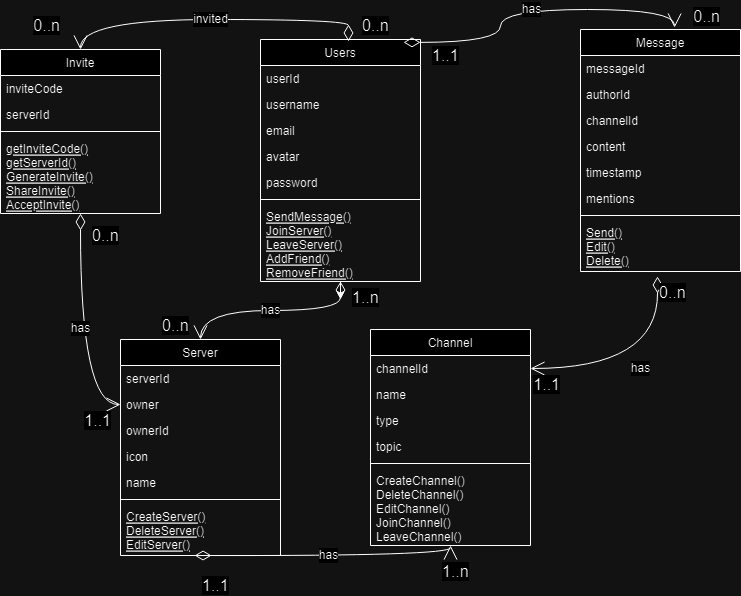 has
0..n
invited
0..n
0..n
1..1
Invite
inviteCode
serverId
getInviteCode()
getServerId()
GenerateInvite()
ShareInvite()
AcceptInvite()
0..n
Users
userId
username
email
avatar
password
SendMessage()
JoinServer()
LeaveServer()
AddFriend()
RemoveFriend()
1..n
Message
messageId
authorId
channelId
content
timestamp
mentions
Send()
Edit()
Delete()
0..n
has
has
0..n
has
1..1
1..1
Server
serverId
owner
ownerId
icon
name
CreateServer()
DeleteServer()
EditServer()
1..1
has
Channel
channelId
name
type
topic
CreateChannel()
DeleteChannel()
EditChannel()
JoinChannel()
LeaveChannel()
1..n